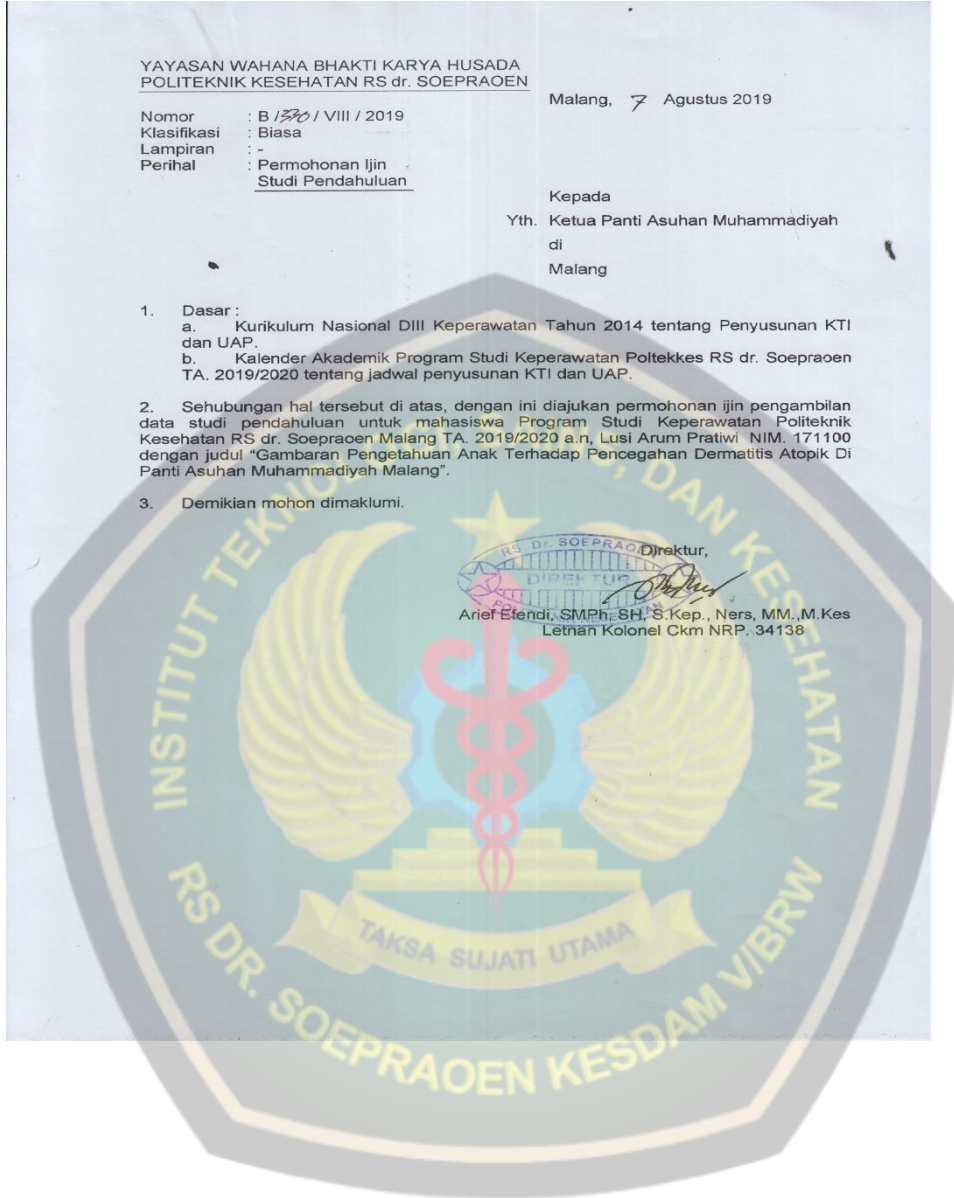 YAYASAN WAHANA BHAKTI KARYA HUSADA
POLITEKNIK KESEHATAN RS dr. SOEPRAOEN
Malang, 7 Agustus 2019
Nomor : B / / VIII / 2019
Klasifikasi : Biasa
Lampiran : -
Perihal : Permohonan Ijin
Studi Pendahuluan
Kepada
Yth. Ketua Panti Asuhan Muhammadiyah
di
Malang
1. Dasar :
a. Kurikulum Nasional DIII Keperawatan Tahun 2014 tentang Penyusunan KTI
dan UAP.
b. Kalender Akademik Program Studi Keperawatan Poltekkes RS dr. Soepraoen
TA. 2019/2020 tentang jadwal penyusunan KTI dan UAP.
2. Sehubungan hal tersebut di atas, dengan ini diajukan permohonan ijin pengambilan
data studi pendahuluan untuk mahasiswa Program Studi Keperawatan Politeknik
Kesehatan RS dr. Soepraoen Malang TA. 2019/2020 a.n, Lusi Arum Pratiwi NIM. 171100
dengan judul “Gambaran Pengetahuan Anak Terhadap Pencegahan Dermatitis Atopik Di
Panti Asuhan Muhammadiyah Malang”.
3. Demikian mohon dimaklumi.
Direktur,
RS Dr. SOEPRAOEN
DIREKTUR
Arief Efendi, SMPh, SH, S.Kep., Ners, MM.,M.Kes
Letnan Kolonel Ckm NRP. 34138
INSTITUT TEKNOLOGI, SAINS, DAN KESEHATAN
TAKSA SUJATI UTAMA
RS DR. SOEPRAOEN KESDAM V/BRW